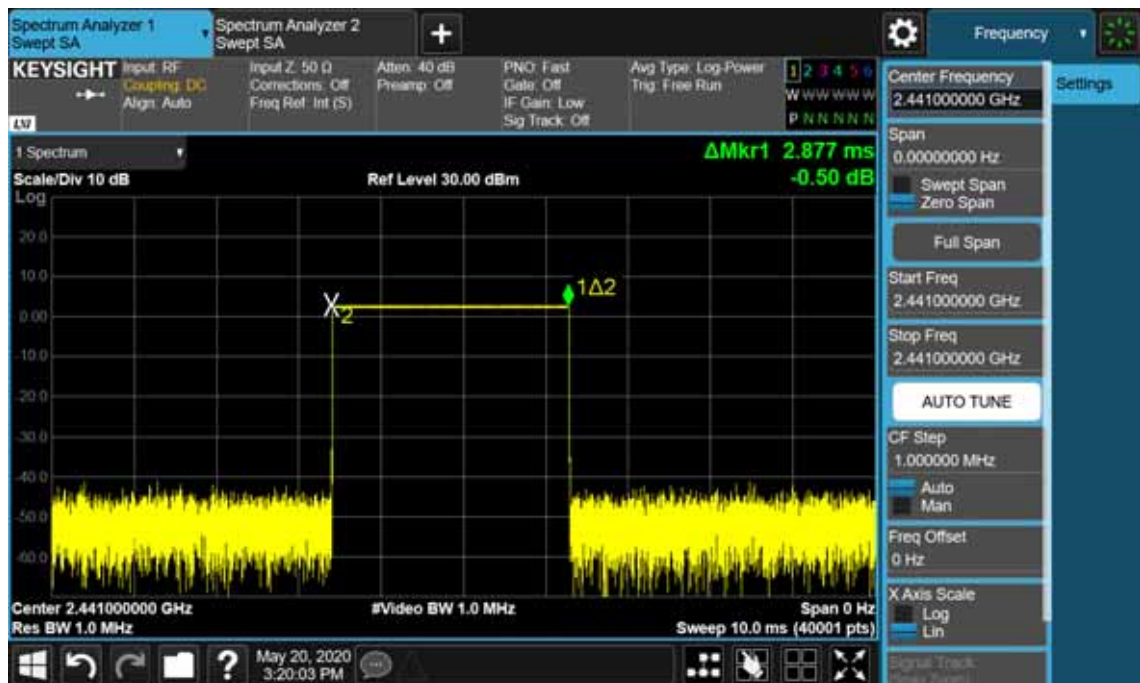 Spectrum Analyzer 1
Swept SA
Spectrum Analyzer 2
Swept SA
Frequency
KEYSIGHT
Input: RF
Coupling: DC
Align: Auto
Input Z: 50 Ω
Corrections: Off
Freq Ref: Int (S)
Atten: 40 dB
Preamp: Off
PNO: Fast
Gate: Off
IF Gain: Low
Sig Track: Off
Avg Type: Log-Power
Trig: Free Run
1 2 3 4 5 6
W W W W W W
P N N N N N
LXI
Center Frequency
2.441000000 GHz
Settings
Span
0.00000000 Hz
Swept Span
Zero Span
Full Span
Start Freq
2.441000000 GHz
Stop Freq
2.441000000 GHz
AUTO TUNE
CF Step
1.000000 MHz
Auto
Man
Freq Offset
0 Hz
X Axis Scale
Log
Lin
Signal Track
1 Spectrum
ΔMkr1 2.877 ms
-0.50 dB
Scale/Div 10 dB
Ref Level 30.00 dBm
Log
20.0
10.0
0.00
-10.0
-20.0
-30.0
-40.0
-50.0
-60.0
X2
1Δ2
Center 2.441000000 GHz
#Video BW 1.0 MHz
Span 0 Hz
Res BW 1.0 MHz
Sweep 10.0 ms (40001 pts)
?
May 20, 2020
3:20:03 PM